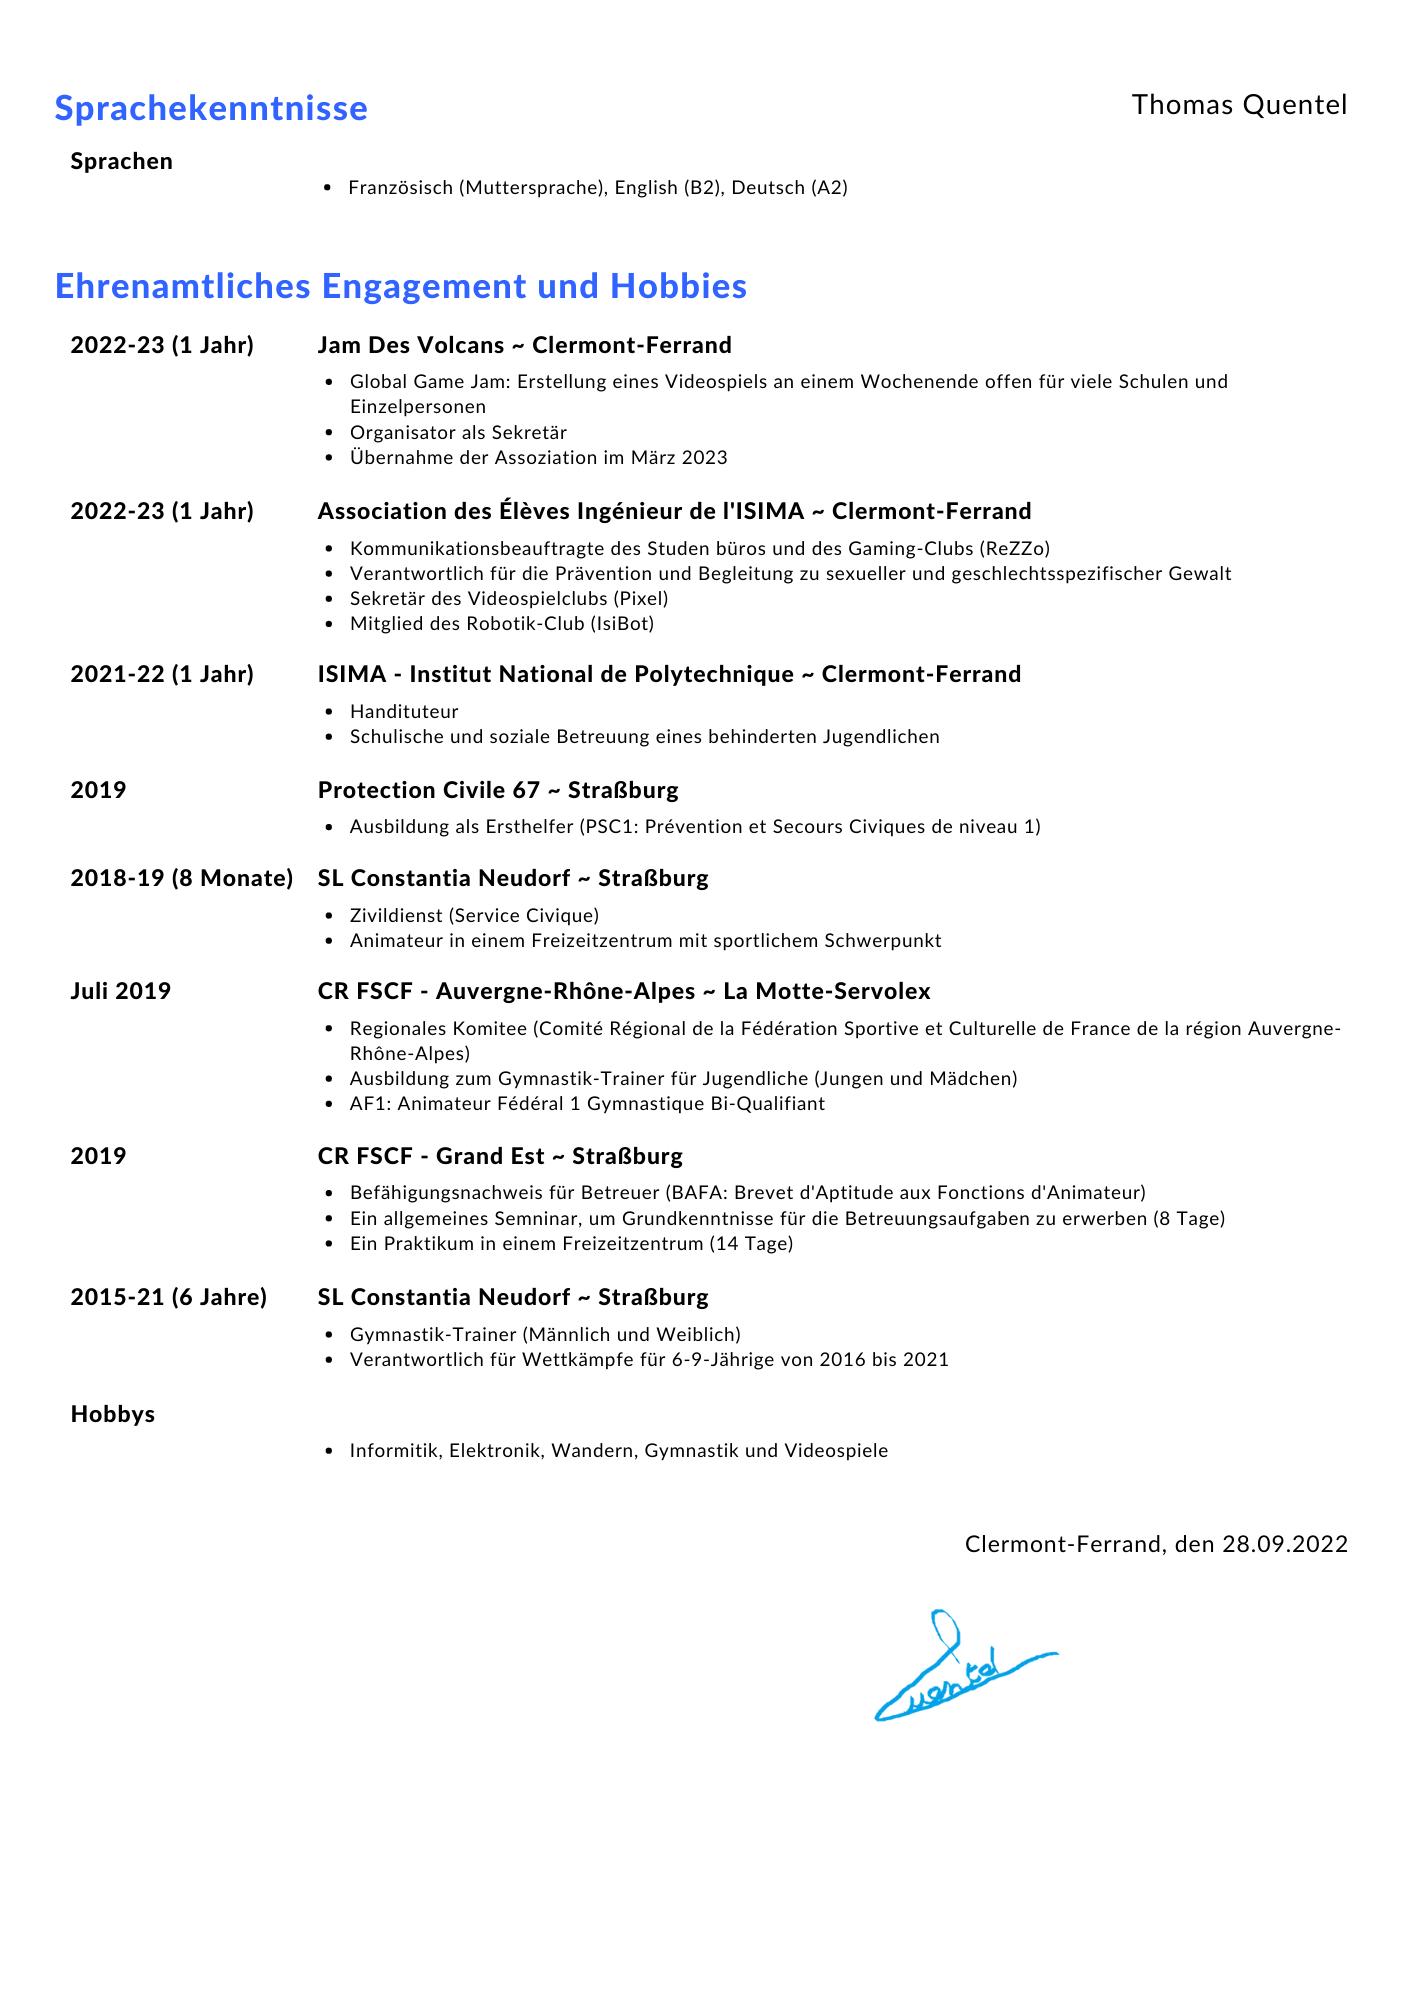 Sprachekenntnisse
Thomas Quentel
Sprachen
• Französisch (Muttersprache), English (B2), Deutsch (A2)
Ehrenamtliches Engagement und Hobbies
2022-23 (1 Jahr) Jam Des Volcans ~ Clermont-Ferrand
• Global Game Jam: Erstellung eines Videospiels an einem Wochenende offen für viele Schulen und
Einzelpersonen
• Organisator als Sekretär
• Übernahme der Assoziation im März 2023
2022-23 (1 Jahr) Association des Élèves Ingénieur de l'ISIMA ~ Clermont-Ferrand
• Kommunikationsbeauftragte des Studen büros und des Gaming-Clubs (ReZZo)
• Verantwortlich für die Prävention und Begleitung zu sexueller und geschlechtsspezifischer Gewalt
• Sekretär des Videospielclubs (Pixel)
• Mitglied des Robotik-Club (IsiBot)
2021-22 (1 Jahr) ISIMA - Institut National de Polytechnique ~ Clermont-Ferrand
• Handituteur
• Schulische und soziale Betreuung eines behinderten Jugendlichen
2019 Protection Civile 67 ~ Straßburg
• Ausbildung als Ersthelfer (PSC1: Prévention et Secours Civiques de niveau 1)
2018-19 (8 Monate) SL Constantia Neudorf ~ Straßburg
• Zivildienst (Service Civique)
• Animateur in einem Freizeitzentrum mit sportlichem Schwerpunkt
Juli 2019 CR FSCF - Auvergne-Rhône-Alpes ~ La Motte-Servolex
• Regionales Komitee (Comité Régional de la Fédération Sportive et Culturelle de France de la région Auvergne-
Rhône-Alpes)
• Ausbildung zum Gymnastik-Trainer für Jugendliche (Jungen und Mädchen)
• AF1: Animateur Fédéral 1 Gymnastique Bi-Qualifiant
2019 CR FSCF - Grand Est ~ Straßburg
• Befähigungsnachweis für Betreuer (BAFA: Brevet d'Aptitude aux Fonctions d'Animateur)
• Ein allgemeines Semninar, um Grundkenntnisse für die Betreuungsaufgaben zu erwerben (8 Tage)
• Ein Praktikum in einem Freizeitzentrum (14 Tage)
2015-21 (6 Jahre) SL Constantia Neudorf ~ Straßburg
• Gymnastik-Trainer (Männlich und Weiblich)
• Verantwortlich für Wettkämpfe für 6-9-Jährige von 2016 bis 2021
Hobbys
• Informitik, Elektronik, Wandern, Gymnastik und Videospiele
Clermont-Ferrand, den 28.09.2022
Quentel